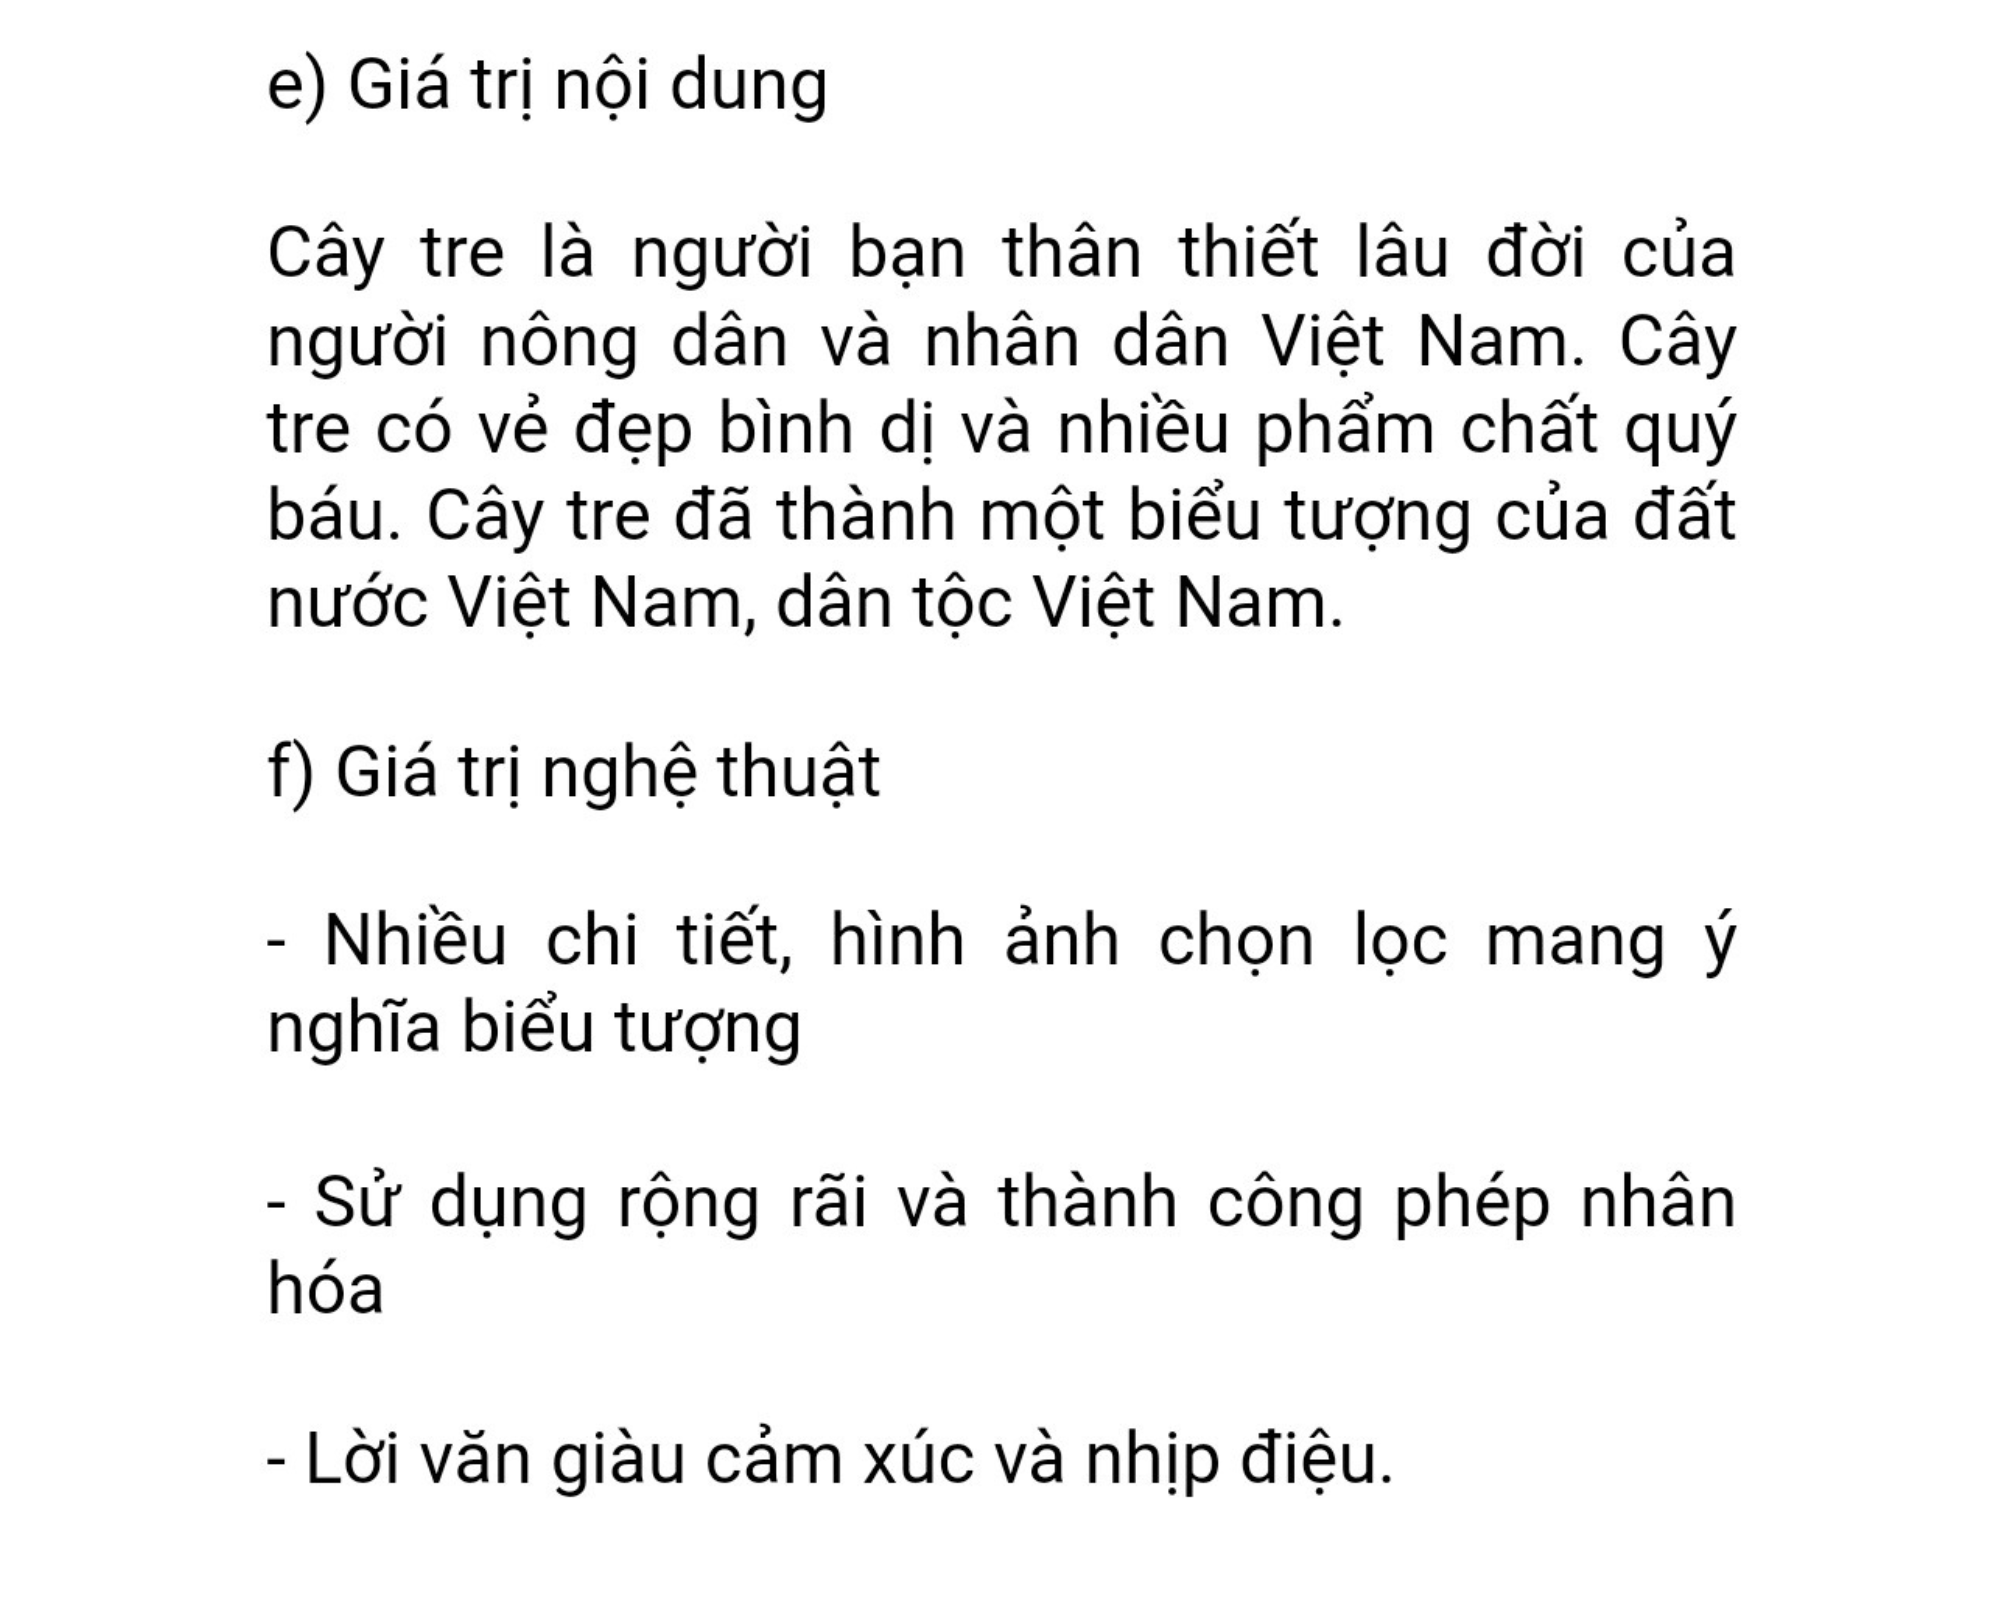 e) Giá trị nội dung
Cây tre là người bạn thân thiết lâu đời của
người nông dân và nhân dân Việt Nam. Cây
tre có vẻ đẹp bình dị và nhiều phẩm chất quý
báu. Cây tre đã thành một biểu tượng của đất
nước Việt Nam, dân tộc Việt Nam.
f) Giá trị nghệ thuật
- Nhiều chi tiết, hình ảnh chọn lọc mang ý
nghĩa biểu tượng
- Sử dụng rộng rãi và thành công phép nhân
hóa
- Lời văn giàu cảm xúc và nhịp điệu.